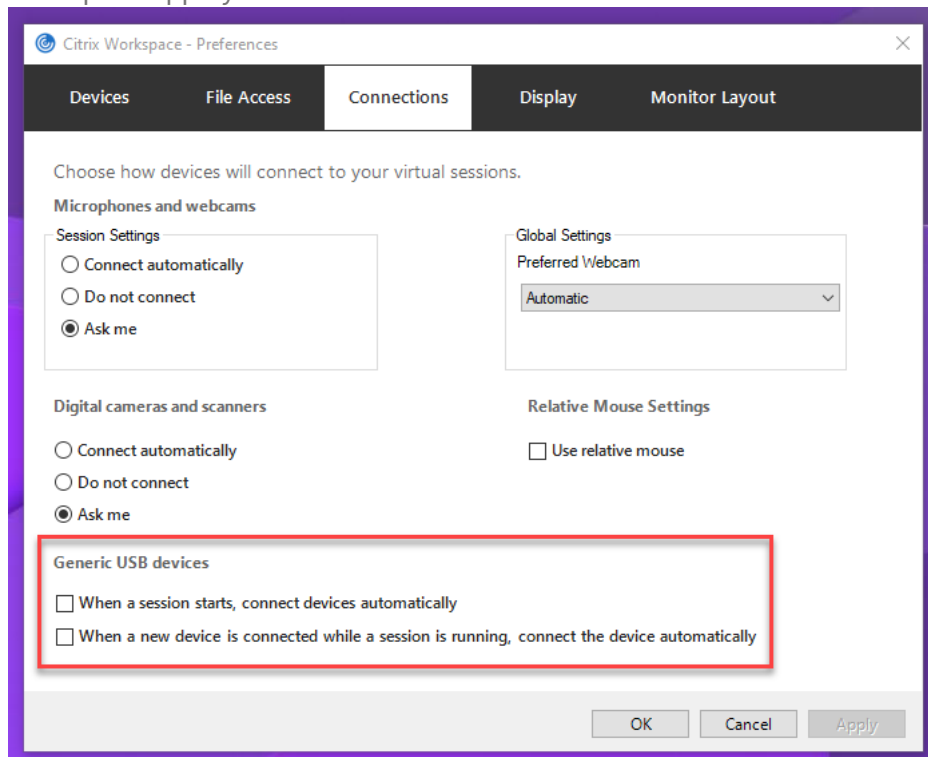 Citrix Workspace - Preferences
Devices File Access Connections Display Monitor Layout
Choose how devices will connect to your virtual sessions.
Microphones and webcams
Session Settings
Connect automatically
Do not connect
Ask me
Global Settings
Preferred Webcam
Automatic
Digital cameras and scanners
Connect automatically
Do not connect
Ask me
Relative Mouse Settings
Use relative mouse
Generic USB devices
When a session starts, connect devices automatically
When a new device is connected while a session is running, connect the device automatically
OK Cancel Apply